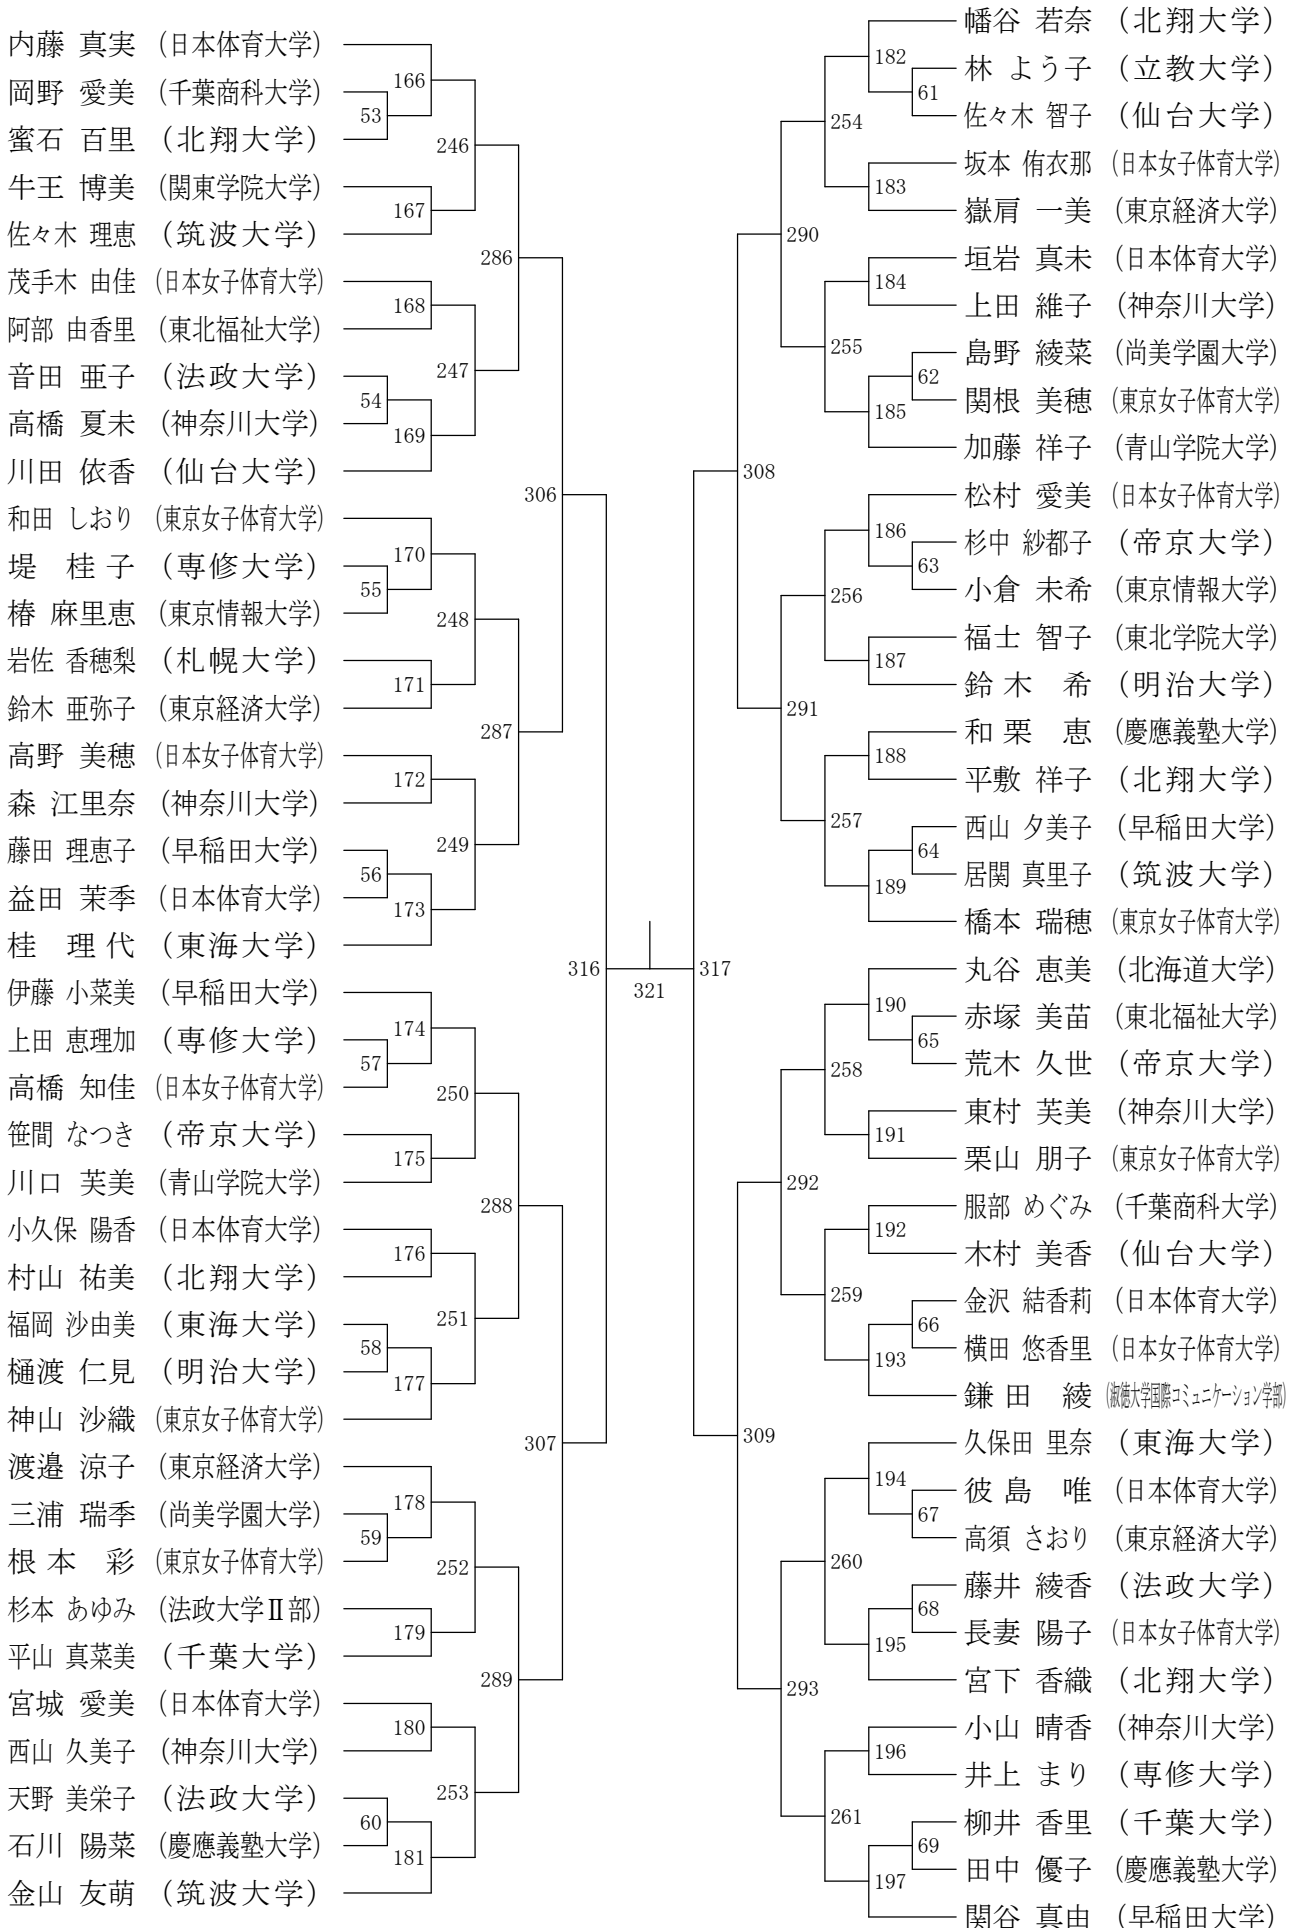 内藤 真実 (日本体育大学)
166
岡野 愛美 (千葉商科大学)
53
蜜石 百里 (北翔大学)
246
牛王 博美 (関東学院大学)
167
佐々木 理恵 (筑波大学)
286
茂手木 由佳 (日本女子体育大学)
168
阿部 由香里 (東北福祉大学)
247
音田 亜子 (法政大学)
54
高橋 夏未 (神奈川大学)
169
川田 依香 (仙台大学)
306
和田 しおり (東京女子体育大学)
170
堤 桂子 (専修大学)
55
椿 麻里恵 (東京情報大学)
248
岩佐 香穂梨 (札幌大学)
171
鈴木 亜弥子 (東京経済大学)
287
高野 美穂 (日本女子体育大学)
172
森 江里奈 (神奈川大学)
249
藤田 理恵子 (早稲田大学)
56
益田 茉季 (日本体育大学)
173
桂 理代 (東海大学)
316
伊藤 小菜美 (早稲田大学)
174
上田 恵理加 (専修大学)
57
高橋 知佳 (日本女子体育大学)
250
笹間 なつき (帝京大学)
175
川口 芙美 (青山学院大学)
288
小久保 陽香 (日本体育大学)
176
村山 祐美 (北翔大学)
251
福岡 沙由美 (東海大学)
58
樋渡 仁見 (明治大学)
177
神山 沙織 (東京女子体育大学)
307
渡邉 涼子 (東京経済大学)
178
三浦 瑞季 (尚美学園大学)
59
根本 彩 (東京女子体育大学)
252
杉本 あゆみ (法政大学Ⅱ部)
179
平山 真菜美 (千葉大学)
289
宮城 愛美 (日本体育大学)
180
西山 久美子 (神奈川大学)
253
天野 美栄子 (法政大学)
60
石川 陽菜 (慶應義塾大学)
181
金山 友萌 (筑波大学)
321
幡谷 若奈 (北翔大学)
182
林 よう子 (立教大学)
61
佐々木 智子 (仙台大学)
254
坂本 侑衣那 (日本女子体育大学)
183
嶽肩 一美 (東京経済大学)
290
垣岩 真未 (日本体育大学)
184
上田 維子 (神奈川大学)
255
島野 綾菜 (尚美学園大学)
62
関根 美穂 (東京女子体育大学)
185
加藤 祥子 (青山学院大学)
308
松村 愛美 (日本女子体育大学)
186
杉中 紗都子 (帝京大学)
63
小倉 未希 (東京情報大学)
256
福士 智子 (東北学院大学)
187
鈴木 希 (明治大学)
291
和栗 恵 (慶應義塾大学)
188
平敷 祥子 (北翔大学)
257
西山 夕美子 (早稲田大学)
64
居関 真里子 (筑波大学)
189
橋本 瑞穂 (東京女子体育大学)
317
丸谷 恵美 (北海道大学)
190
赤塚 美苗 (東北福祉大学)
65
荒木 久世 (帝京大学)
258
東村 芙美 (神奈川大学)
191
栗山 朋子 (東京女子体育大学)
292
服部 めぐみ (千葉商科大学)
192
木村 美香 (仙台大学)
259
金沢 結香莉 (日本体育大学)
66
横田 悠香里 (日本女子体育大学)
193
鎌田 綾 (淑徳大学国際コミュニケーション学部)
309
久保田 里奈 (東海大学)
194
彼島 唯 (日本体育大学)
67
高須 さおり (東京経済大学)
260
藤井 綾香 (法政大学)
68
長妻 陽子 (日本女子体育大学)
195
宮下 香織 (北翔大学)
293
小山 晴香 (神奈川大学)
196
井上 まり (専修大学)
261
柳井 香里 (千葉大学)
69
田中 優子 (慶應義塾大学)
197
関谷 真由 (早稲田大学)